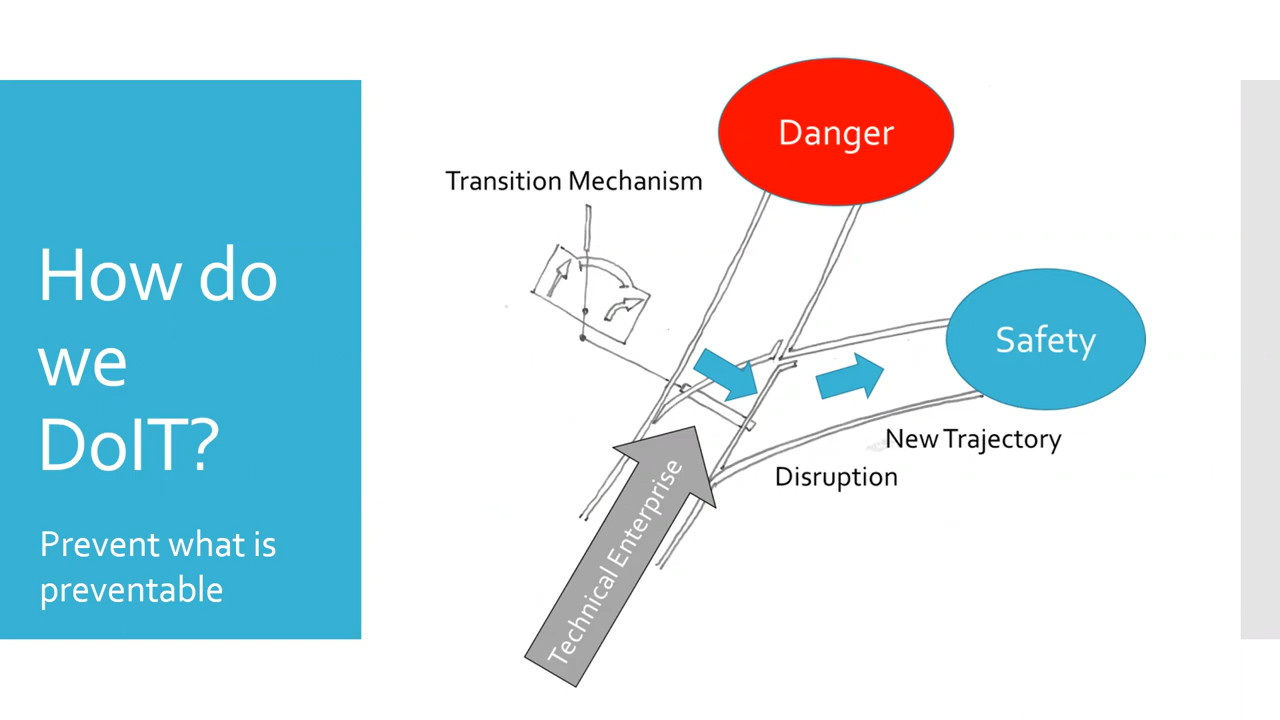 How do
we
DoIT?
Prevent what is
preventable
Danger
Transition Mechanism
Safety
New Trajectory
Disruption
Technical Enterprise